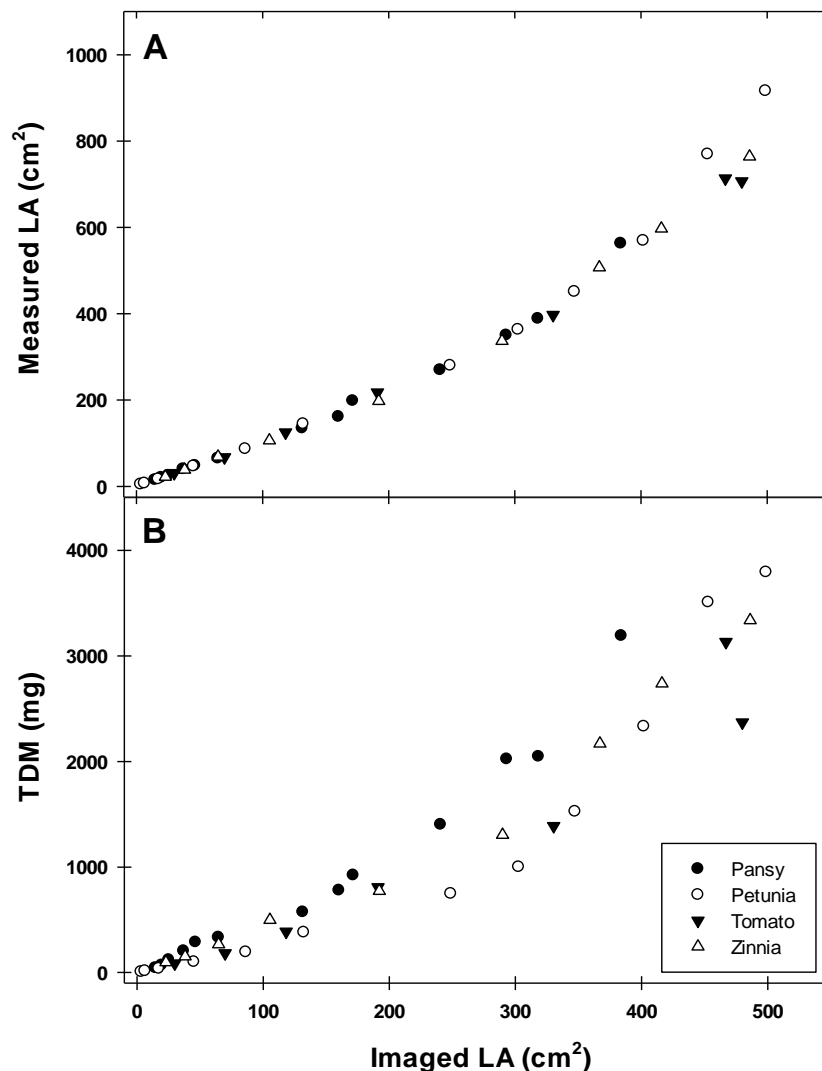 A
1000
800
600
400
200
0
Measured LA (cm²)
B
4000
3000
2000
1000
0
TDM (mg)
Pansy
Petunia
Tomato
Zinnia
0 100 200 300 400 500
Imaged LA (cm²)